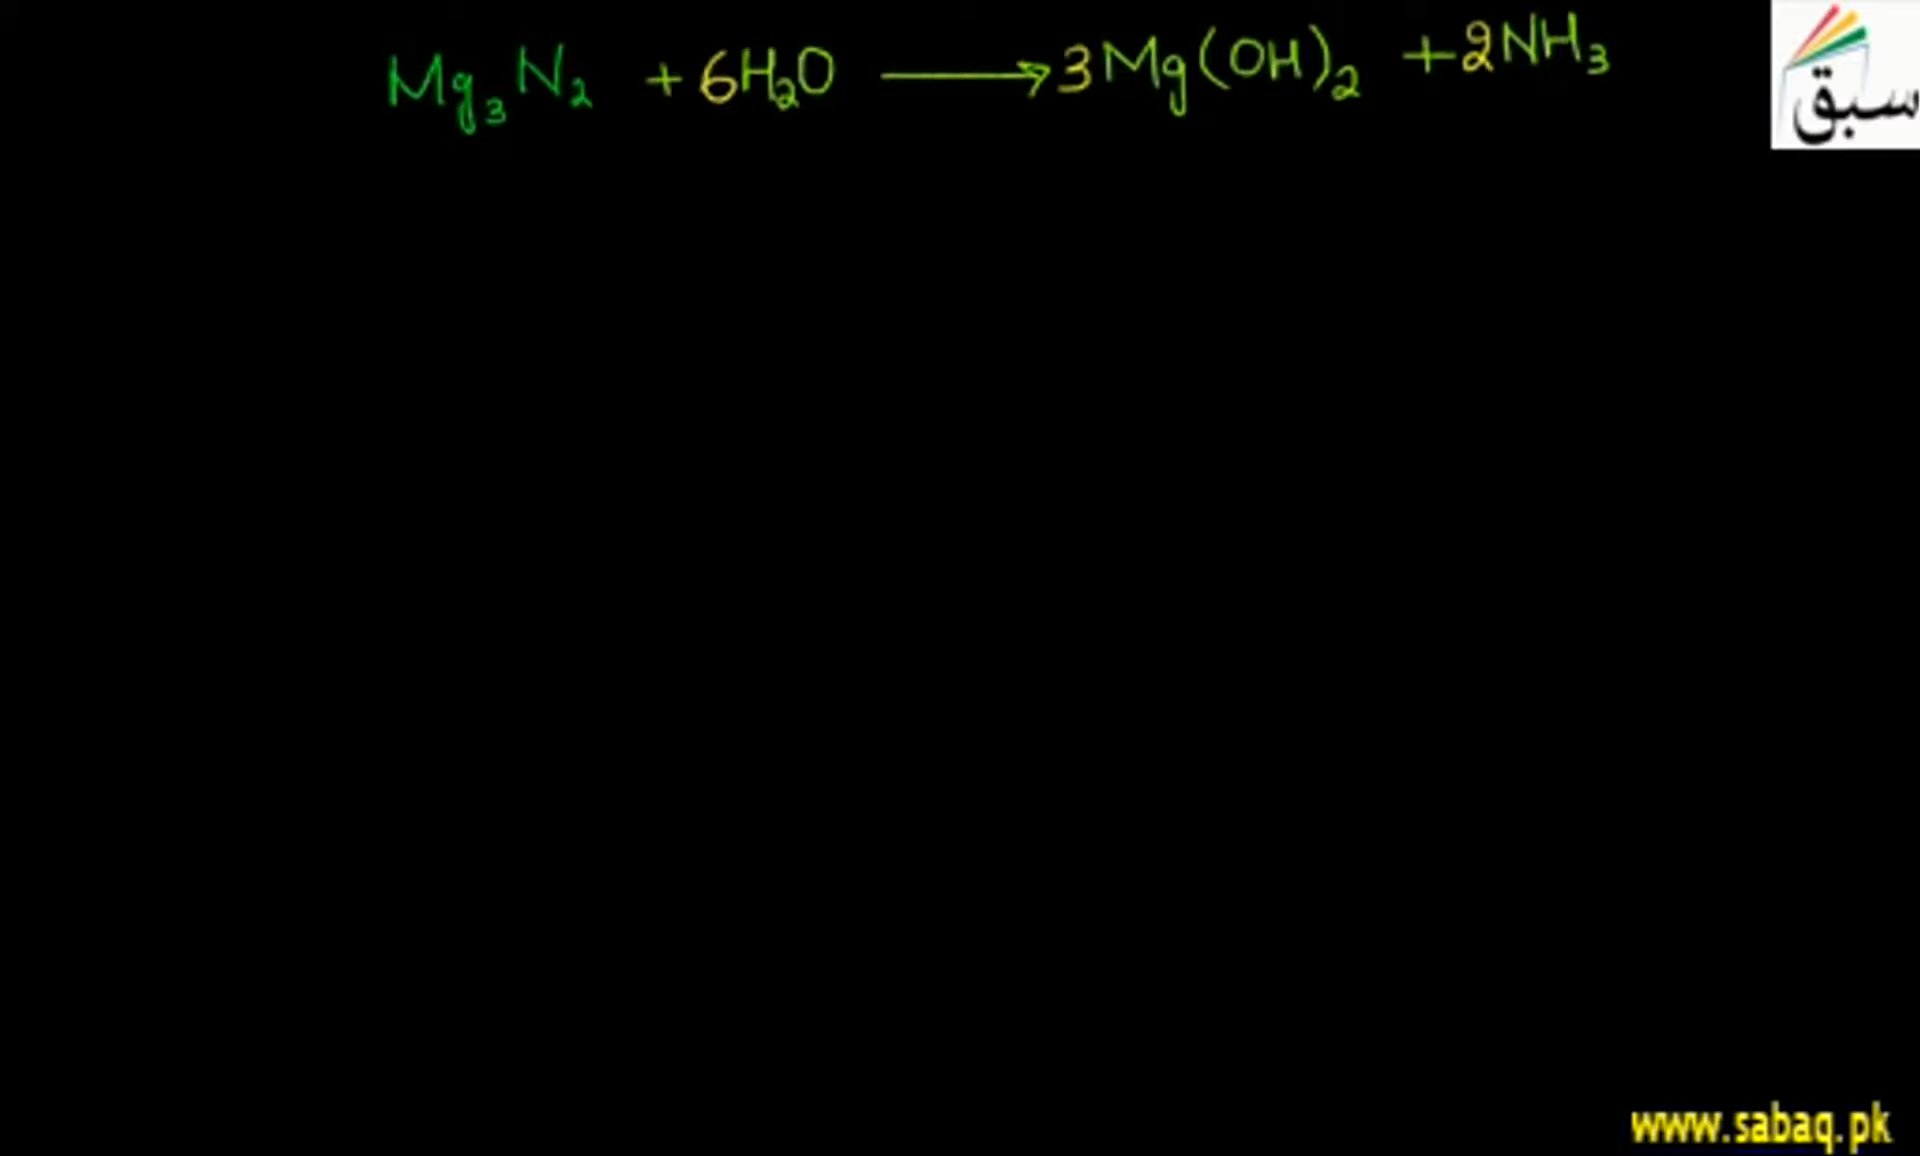 Mg₃N₂ + 6H₂O ⟶ 3Mg(OH)₂ + 2NH₃
سبق
www.sabaq.pk